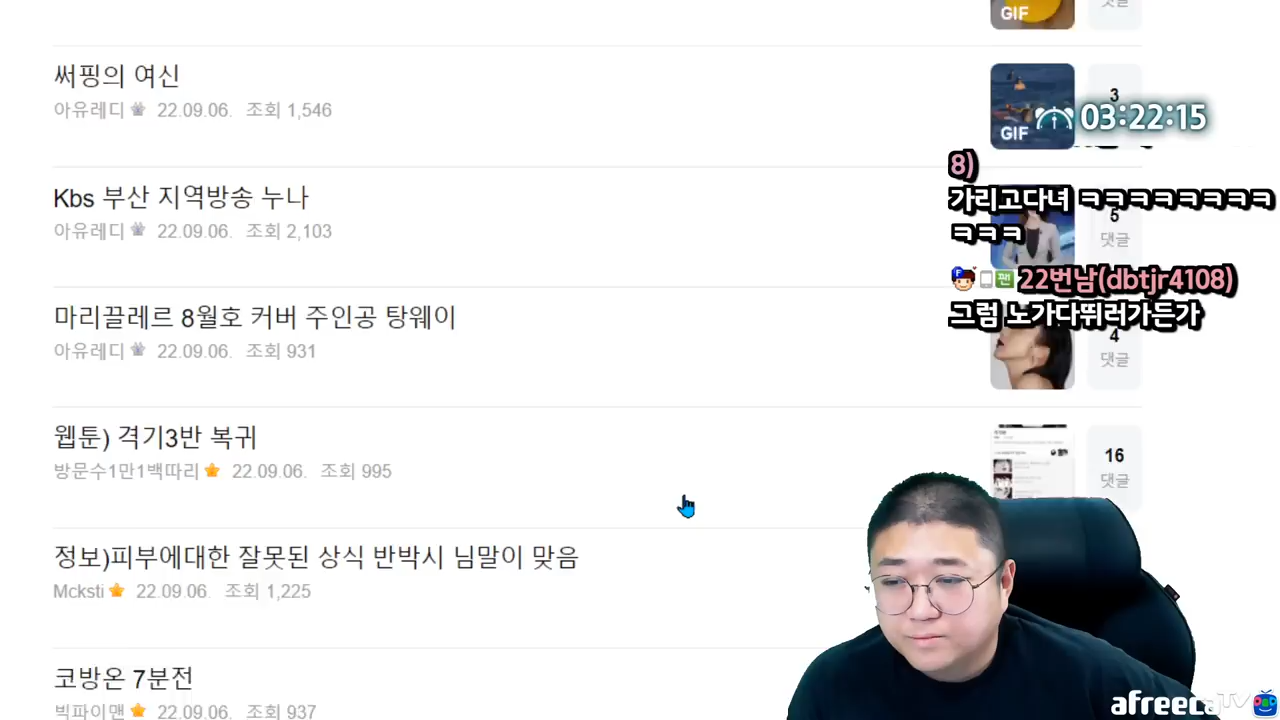 GIF
댓글
써핑의 여신
아유레디 22.09.06. 조회 1,546
GIF
3
03:22:15
8)
가리고다녀 ㅋㅋㅋㅋㅋㅋㅋㅋ
ㅋㅋㅋ
Kbs 부산 지역방송 누나
아유레디 22.09.06. 조회 2,103
5
댓글
22번남(dbtjr4108)
그럼 노가다뛰러가든가
마리끌레르 8월호 커버 주인공 탕웨이
아유레디 22.09.06. 조회 931
4
댓글
웹툰) 격기3반 복귀
방문수1만1백따리 22.09.06. 조회 995
16
댓글
정보)피부에대한 잘못된 상식 반박시 님말이 맞음
Mcksti 22.09.06. 조회 1,225
코방온 7분전
빅파이맨 22.09.06. 조회 937
afreecaTV